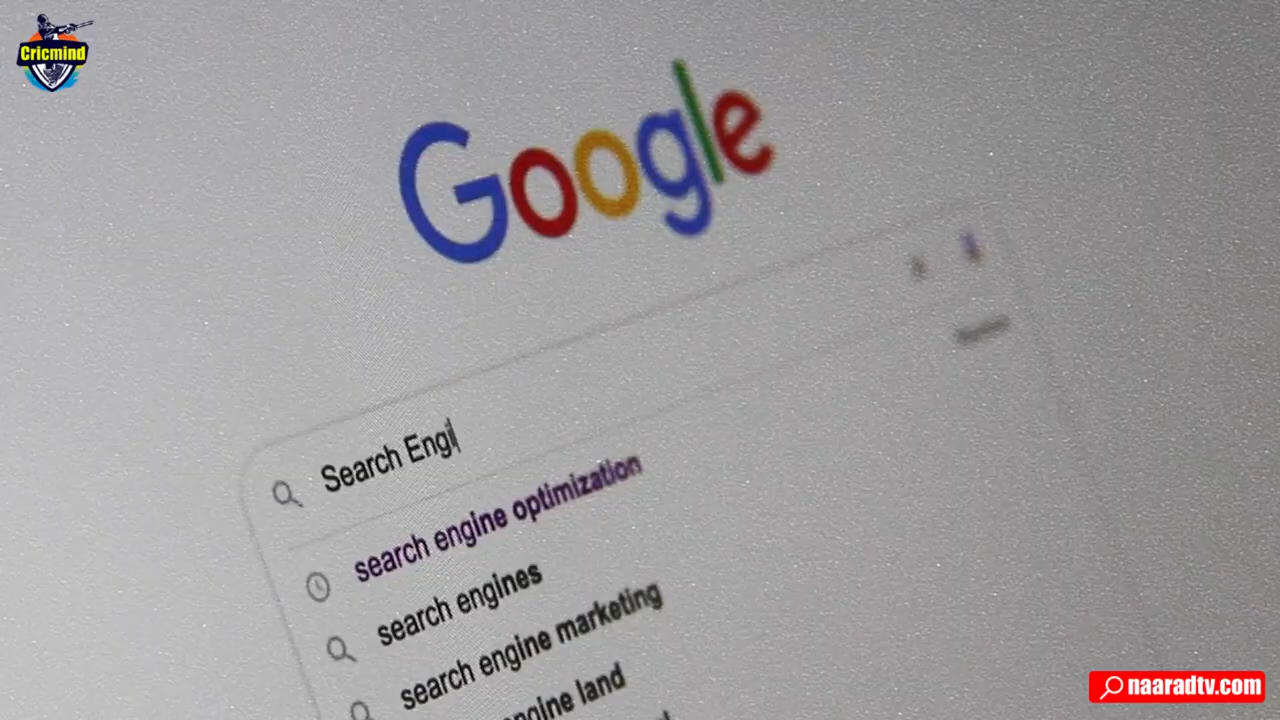 Cricmind
Google
Search Engi
search engine optimization
search engines
search engine marketing
engine land
naaradtv.com